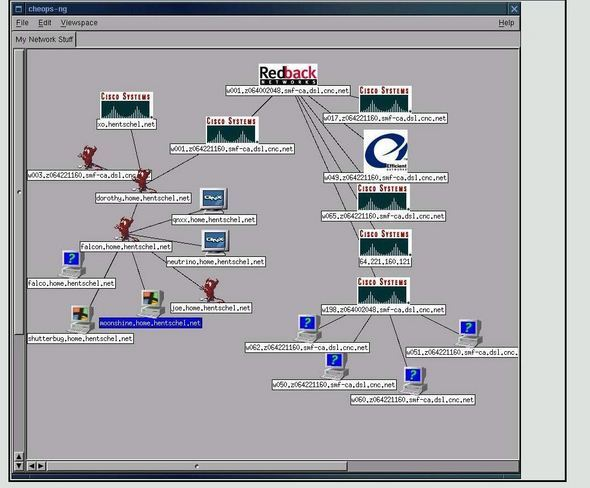 cheops-ng
File Edit Viewspace Help
My Network Stuff
Redback
NETWORKS
w001.z064002048.smf-ca.dsl.cnc.net
CISCO SYSTEMS
xo.hentschel.net
CISCO SYSTEMS
w017.z064221160.smf-ca.dsl.cnc.net
CISCO SYSTEMS
w001.z064221160.smf-ca.dsl.cnc.net
Efficient
NETWORKS
w003.z064221160.smf-ca.dsl.cnc
w049.z064221160.smf-ca.dsl.cnc.net
CISCO SYSTEMS
dorothy.home.hentschel.net
QNX
qnxx.home.hentschel.net
w065.z064221160.smf-ca.dsl.cnc.net
CISCO SYSTEMS
QNX
falcon.home.hentschel.net
neutrino.home.hentschel.net
64.221.160.121
?
falco.home.hentschel.net
CISCO SYSTEMS
joe.home.hentschel.net
w198.z064002048.smf-ca.dsl.cnc.net
moonshine.home.hentschel.net
shutterbug.home.hentschel.net
?
w062.z064221160.smf-ca.dsl.cnc.net
?
w051.z064221160.smf-ca.dsl.cnc.
?
w050.z064221160.smf-ca.dsl.cnc.net
?
w060.z064221160.smf-ca.dsl.cnc.net